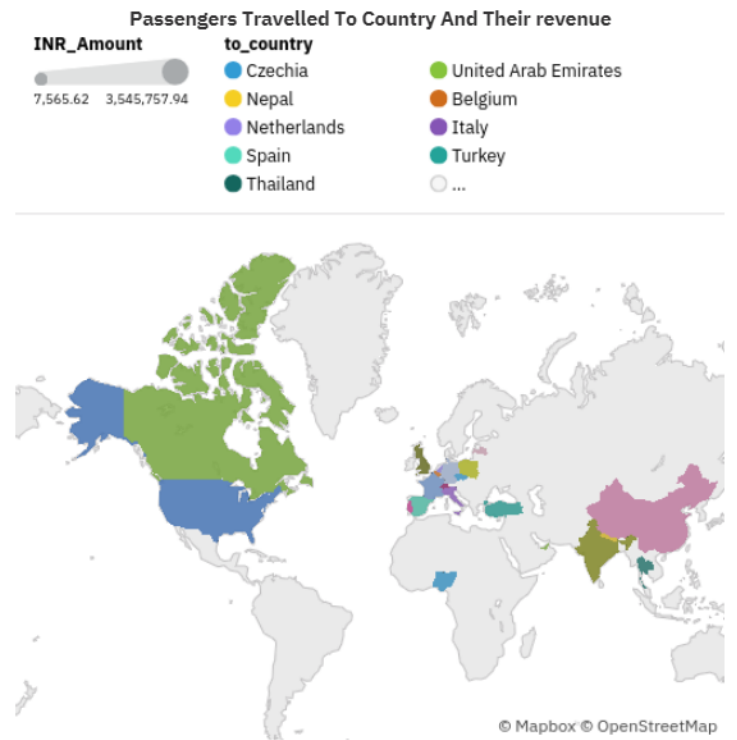 Passengers Travelled To Country And Their revenue
INR_Amount
7,565.62 3,545,757.94
to_country
Czechia
Nepal
Netherlands
Spain
Thailand
United Arab Emirates
Belgium
Italy
Turkey
...
© Mapbox © OpenStreetMap